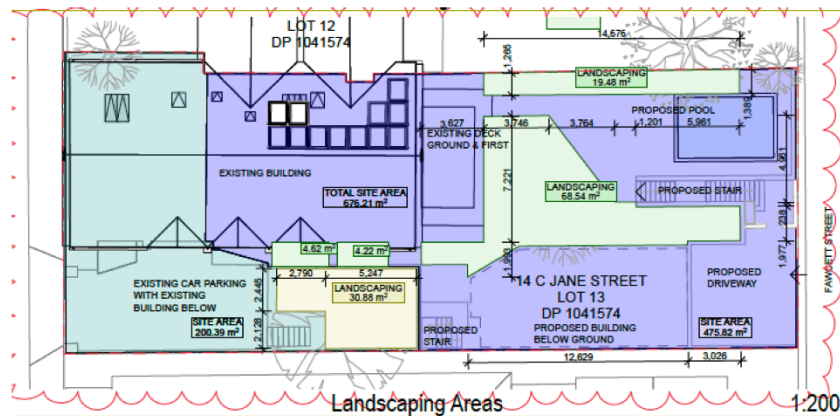 LOT 12
DP 1041574
14,676
1,265
LANDSCAPING
19.48 m²
1,389
PROPOSED POOL
3,627
3,746
3,764
1,201
5,961
EXISTING DECK
GROUND & FIRST
4,961
EXISTING BUILDING
7,221
TOTAL SITE AREA
676.21 m²
LANDSCAPING
68.54 m²
PROPOSED STAIR
238
FAWCETT STREET
4.62 m²
4.22 m²
1,993
1,977
2,790
5,247
EXISTING CAR PARKING
WITH EXISTING
BUILDING BELOW
2,445
LANDSCAPING
30.88 m²
14 C JANE STREET
LOT 13
DP 1041574
PROPOSED
DRIVEWAY
SITE AREA
200.39 m²
2,128
PROPOSED
STAIR
PROPOSED BUILDING
BELOW GROUND
SITE AREA
475.82 m²
12,629
3,026
Landscaping Areas
1:200